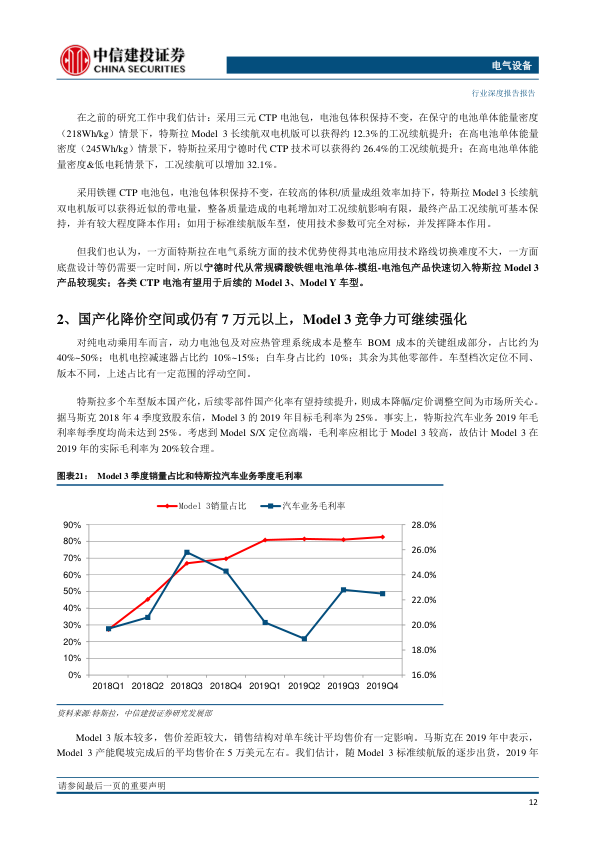 中信建投证券
CHINA SECURITIES
电气设备
行业深度报告报告
在之前的研究工作中我们估计：采用三元 CTP 电池包，电池包体积保持不变，在保守的电池单体能量密度
（218Wh/kg）情景下，特斯拉 Model 3 长续航双电机版可以获得约 12.3%的工况续航提升；在高电池单体能量
密度（245Wh/kg）情景下，特斯拉采用宁德时代 CTP 技术可以获得约 26.4%的工况续航提升；在高电池单体能
量密度&低电耗情景下，工况续航可以增加 32.1%。
采用铁锂 CTP 电池包，电池包体积保持不变，在较高的体积/质量成组效率加持下，特斯拉 Model 3 长续航
双电机版可以获得近似的带电量，整备质量造成的电耗增加对工况续航影响有限，最终产品工况续航可基本保
持，并有较大程度降本作用；如用于标准续航版车型，使用技术参数可完全对标，并发挥降本作用。
但我们也认为，一方面特斯拉在电气系统方面的技术优势使得其电池应用技术路线切换难度不大，一方面
底盘设计等仍需要一定时间，所以宁德时代从常规磷酸铁锂电池单体-模组-电池包产品快速切入特斯拉 Model 3
产品较现实；各类 CTP 电池有望用于后续的 Model 3、Model Y 车型。
2、国产化降价空间或仍有 7 万元以上，Model 3 竞争力可继续强化
对纯电动乘用车而言，动力电池包及对应热管理系统成本是整车 BOM 成本的关键组成部分，占比约为
40%~50%；电机电控减速器占比约 10%~15%；白车身占比约 10%；其余为其他零部件。车型档次定位不同、
版本不同，上述占比有一定范围的浮动空间。
特斯拉多个车型版本国产化，后续零部件国产化率有望持续提升，则成本降幅/定价调整空间为市场所关心。
据马斯克 2018 年 4 季度致股东信，Model 3 的 2019 年目标毛利率为 25%。事实上，特斯拉汽车业务 2019 年毛
利率每季度均尚未达到 25%。考虑到 Model S/X 定位高端，毛利率应相比于 Model 3 较高，故估计 Model 3 在
2019 年的实际毛利率为 20%较合理。
图表21： Model 3 季度销量占比和特斯拉汽车业务季度毛利率
Model 3销量占比 汽车业务毛利率
90% 28.0%
80% 26.0%
70%
60% 24.0%
50% 22.0%
40%
30% 20.0%
20% 18.0%
10%
0% 16.0%
2018Q1 2018Q2 2018Q3 2018Q4 2019Q1 2019Q2 2019Q3 2019Q4
资料来源:特斯拉，中信建投证券研究发展部
Model 3 版本较多，售价差距较大，销售结构对单车统计平均售价有一定影响。马斯克在 2019 年中表示，
Model 3 产能爬坡完成后的平均售价在 5 万美元左右。我们估计，随 Model 3 标准续航版的逐步出货，2019 年
请参阅最后一页的重要声明
12